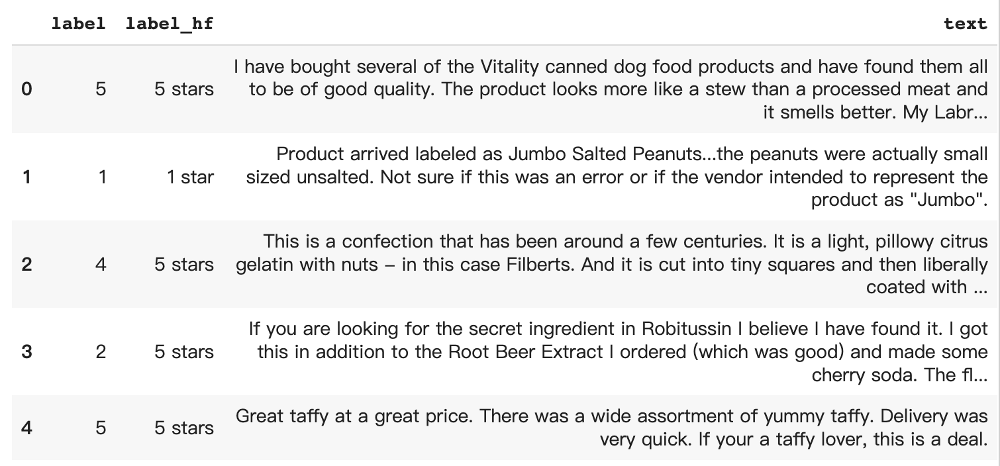 label label_hf text
I have bought several of the Vitality canned dog food products and have found them all
0 5 5 stars to be of good quality. The product looks more like a stew than a processed meat and
it smells better. My Labr...
Product arrived labeled as Jumbo Salted Peanuts...the peanuts were actually small
1 1 1 star sized unsalted. Not sure if this was an error or if the vendor intended to represent the
product as "Jumbo".
This is a confection that has been around a few centuries. It is a light, pillowy citrus
2 4 5 stars gelatin with nuts – in this case Filberts. And it is cut into tiny squares and then liberally
coated with ...
If you are looking for the secret ingredient in Robitussin I believe I have found it. I got
3 2 5 stars this in addition to the Root Beer Extract I ordered (which was good) and made some
cherry soda. The fl...
Great taffy at a great price. There was a wide assortment of yummy taffy. Delivery was
4 5 5 stars very quick. If your a taffy lover, this is a deal.